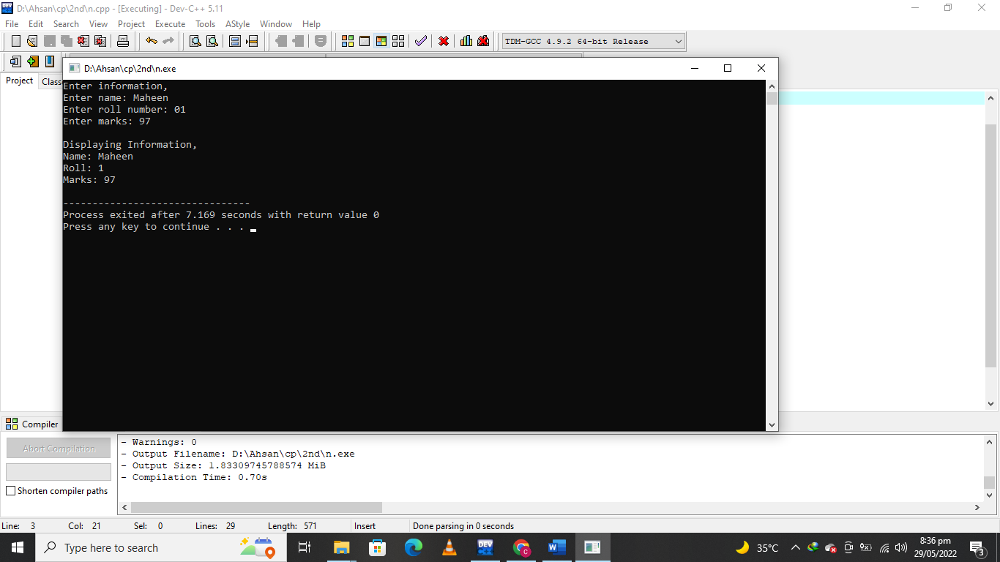 D:\Ahsan\cp\2nd\n.cpp - [Executing] - Dev-C++ 5.11
File Edit Search View Project Execute Tools AStyle Window Help
TDM-GCC 4.9.2 64-bit Release
D:\Ahsan\cp\2nd\n.exe
Project Class
Enter information,
Enter name: Maheen
Enter roll number: 01
Enter marks: 97
Displaying Information,
Name: Maheen
Roll: 1
Marks: 97
--------------------------------
Process exited after 7.169 seconds with return value 0
Press any key to continue . . .
Compiler
Abort Compilation
Shorten compiler paths
- Warnings: 0
- Output Filename: D:\Ahsan\cp\2nd\n.exe
- Output Size: 1.83309745788574 MiB
- Compilation Time: 0.70s
Line: 3 Col: 21 Sel: 0 Lines: 29 Length: 571 Insert Done parsing in 0 seconds
Type here to search
DEV
C
W
35°C
8:36 pm
29/05/2022
3